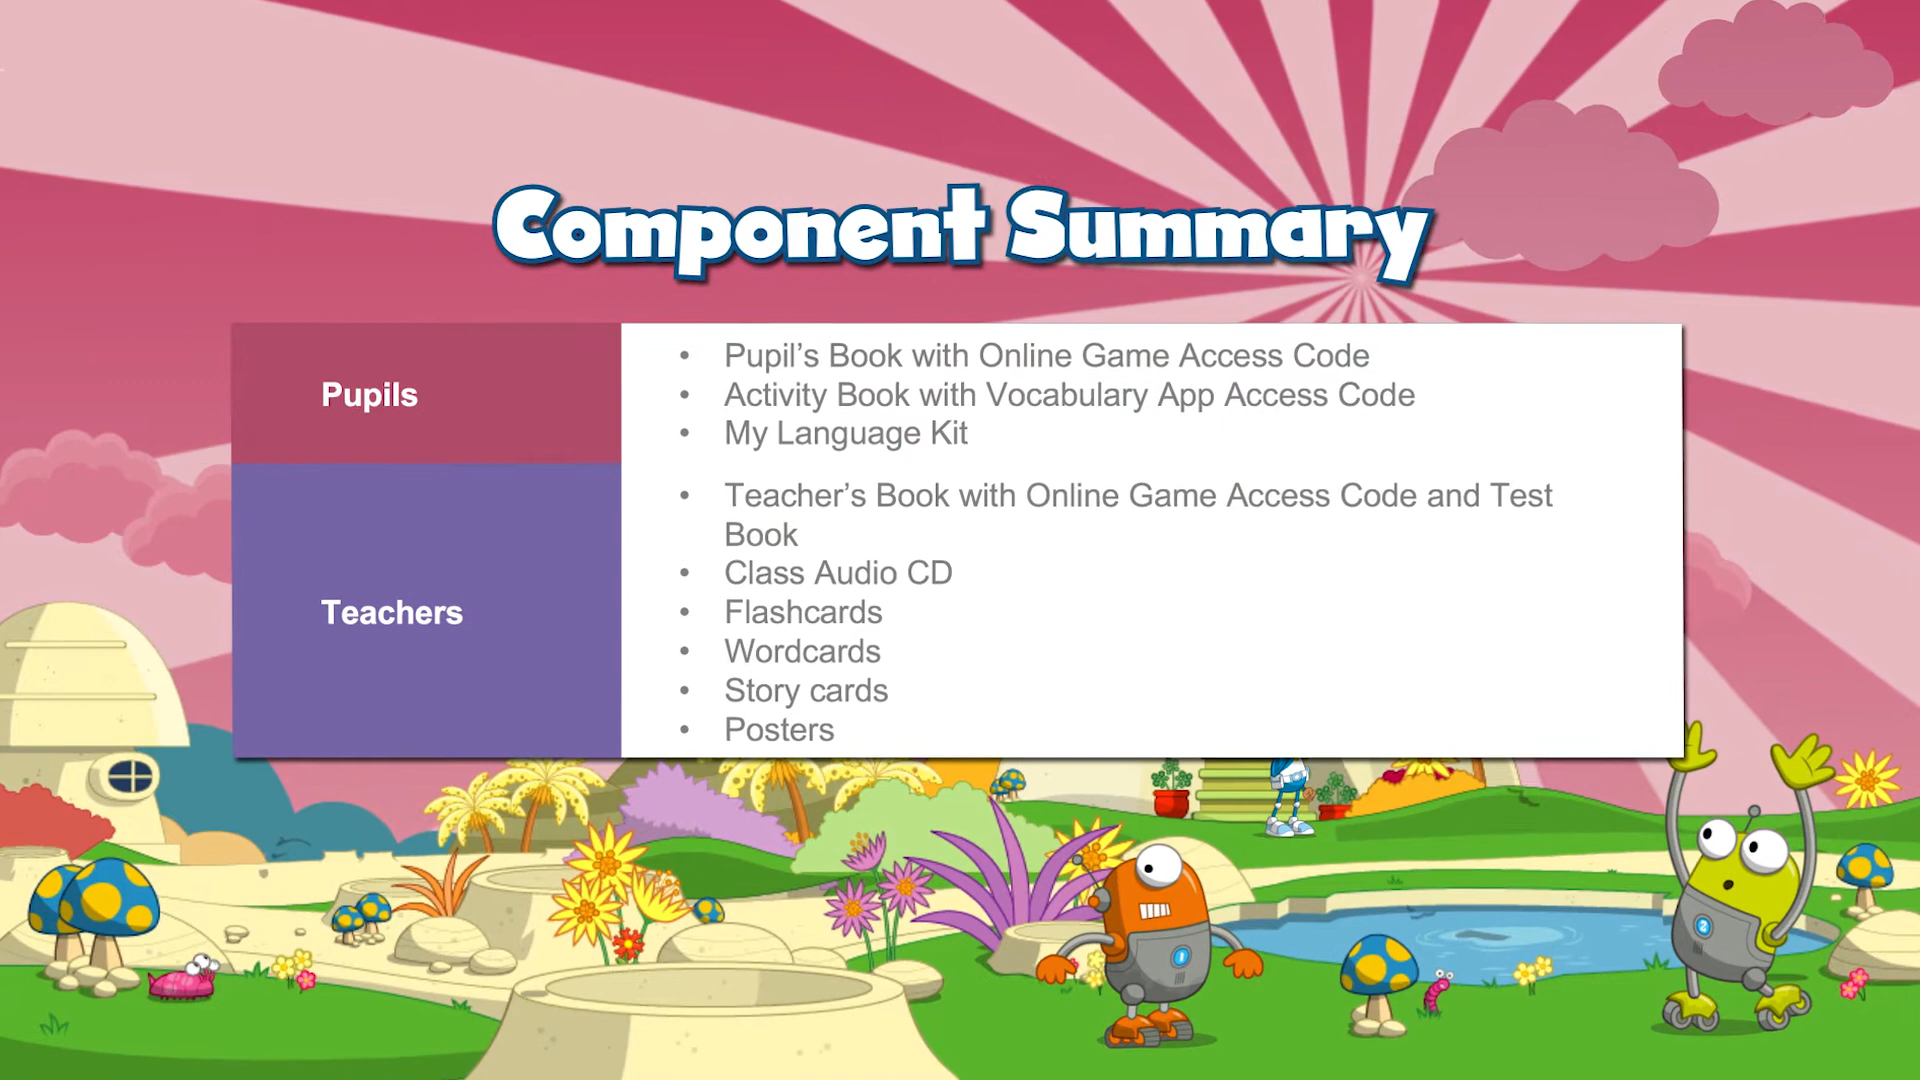 Component Summary
Pupils
• Pupil’s Book with Online Game Access Code
• Activity Book with Vocabulary App Access Code
• My Language Kit
Teachers
• Teacher’s Book with Online Game Access Code and Test
Book
• Class Audio CD
• Flashcards
• Wordcards
• Story cards
• Posters
1
2